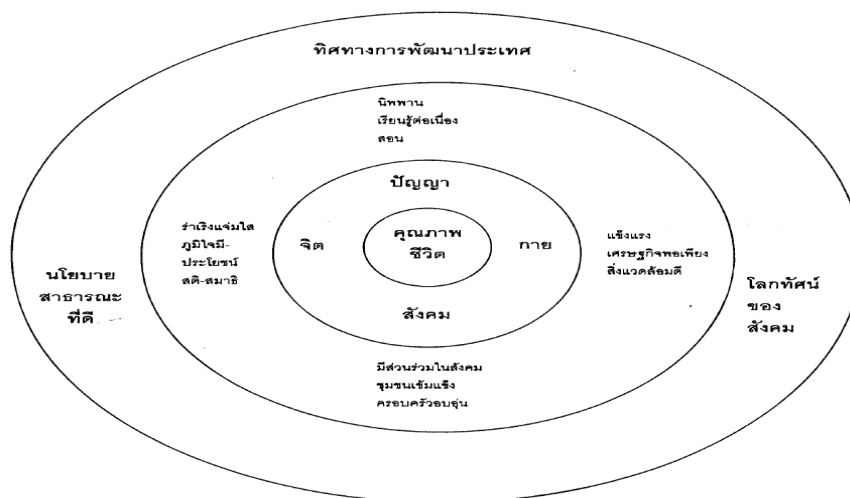 ทิศทางการพัฒนาประเทศ
นิพพาน
เรียนรู้ต่อเนื่อง
สอน
ปัญญา
ร่าเริงแจ่มใส
ภูมิใจมี-
ประโยชน์
สติ-สมาธิ
จิต
คุณภาพ
ชีวิต
กาย
แข็งแรง
เศรษฐกิจพอเพียง
สิ่งแวดล้อมดี
นโยบาย
สาธารณะ
ที่ดี
โลกทัศน์
ของ
สังคม
สังคม
มีส่วนร่วมในสังคม
ชุมชนเข้มแข็ง
ครอบครัวอบอุ่น